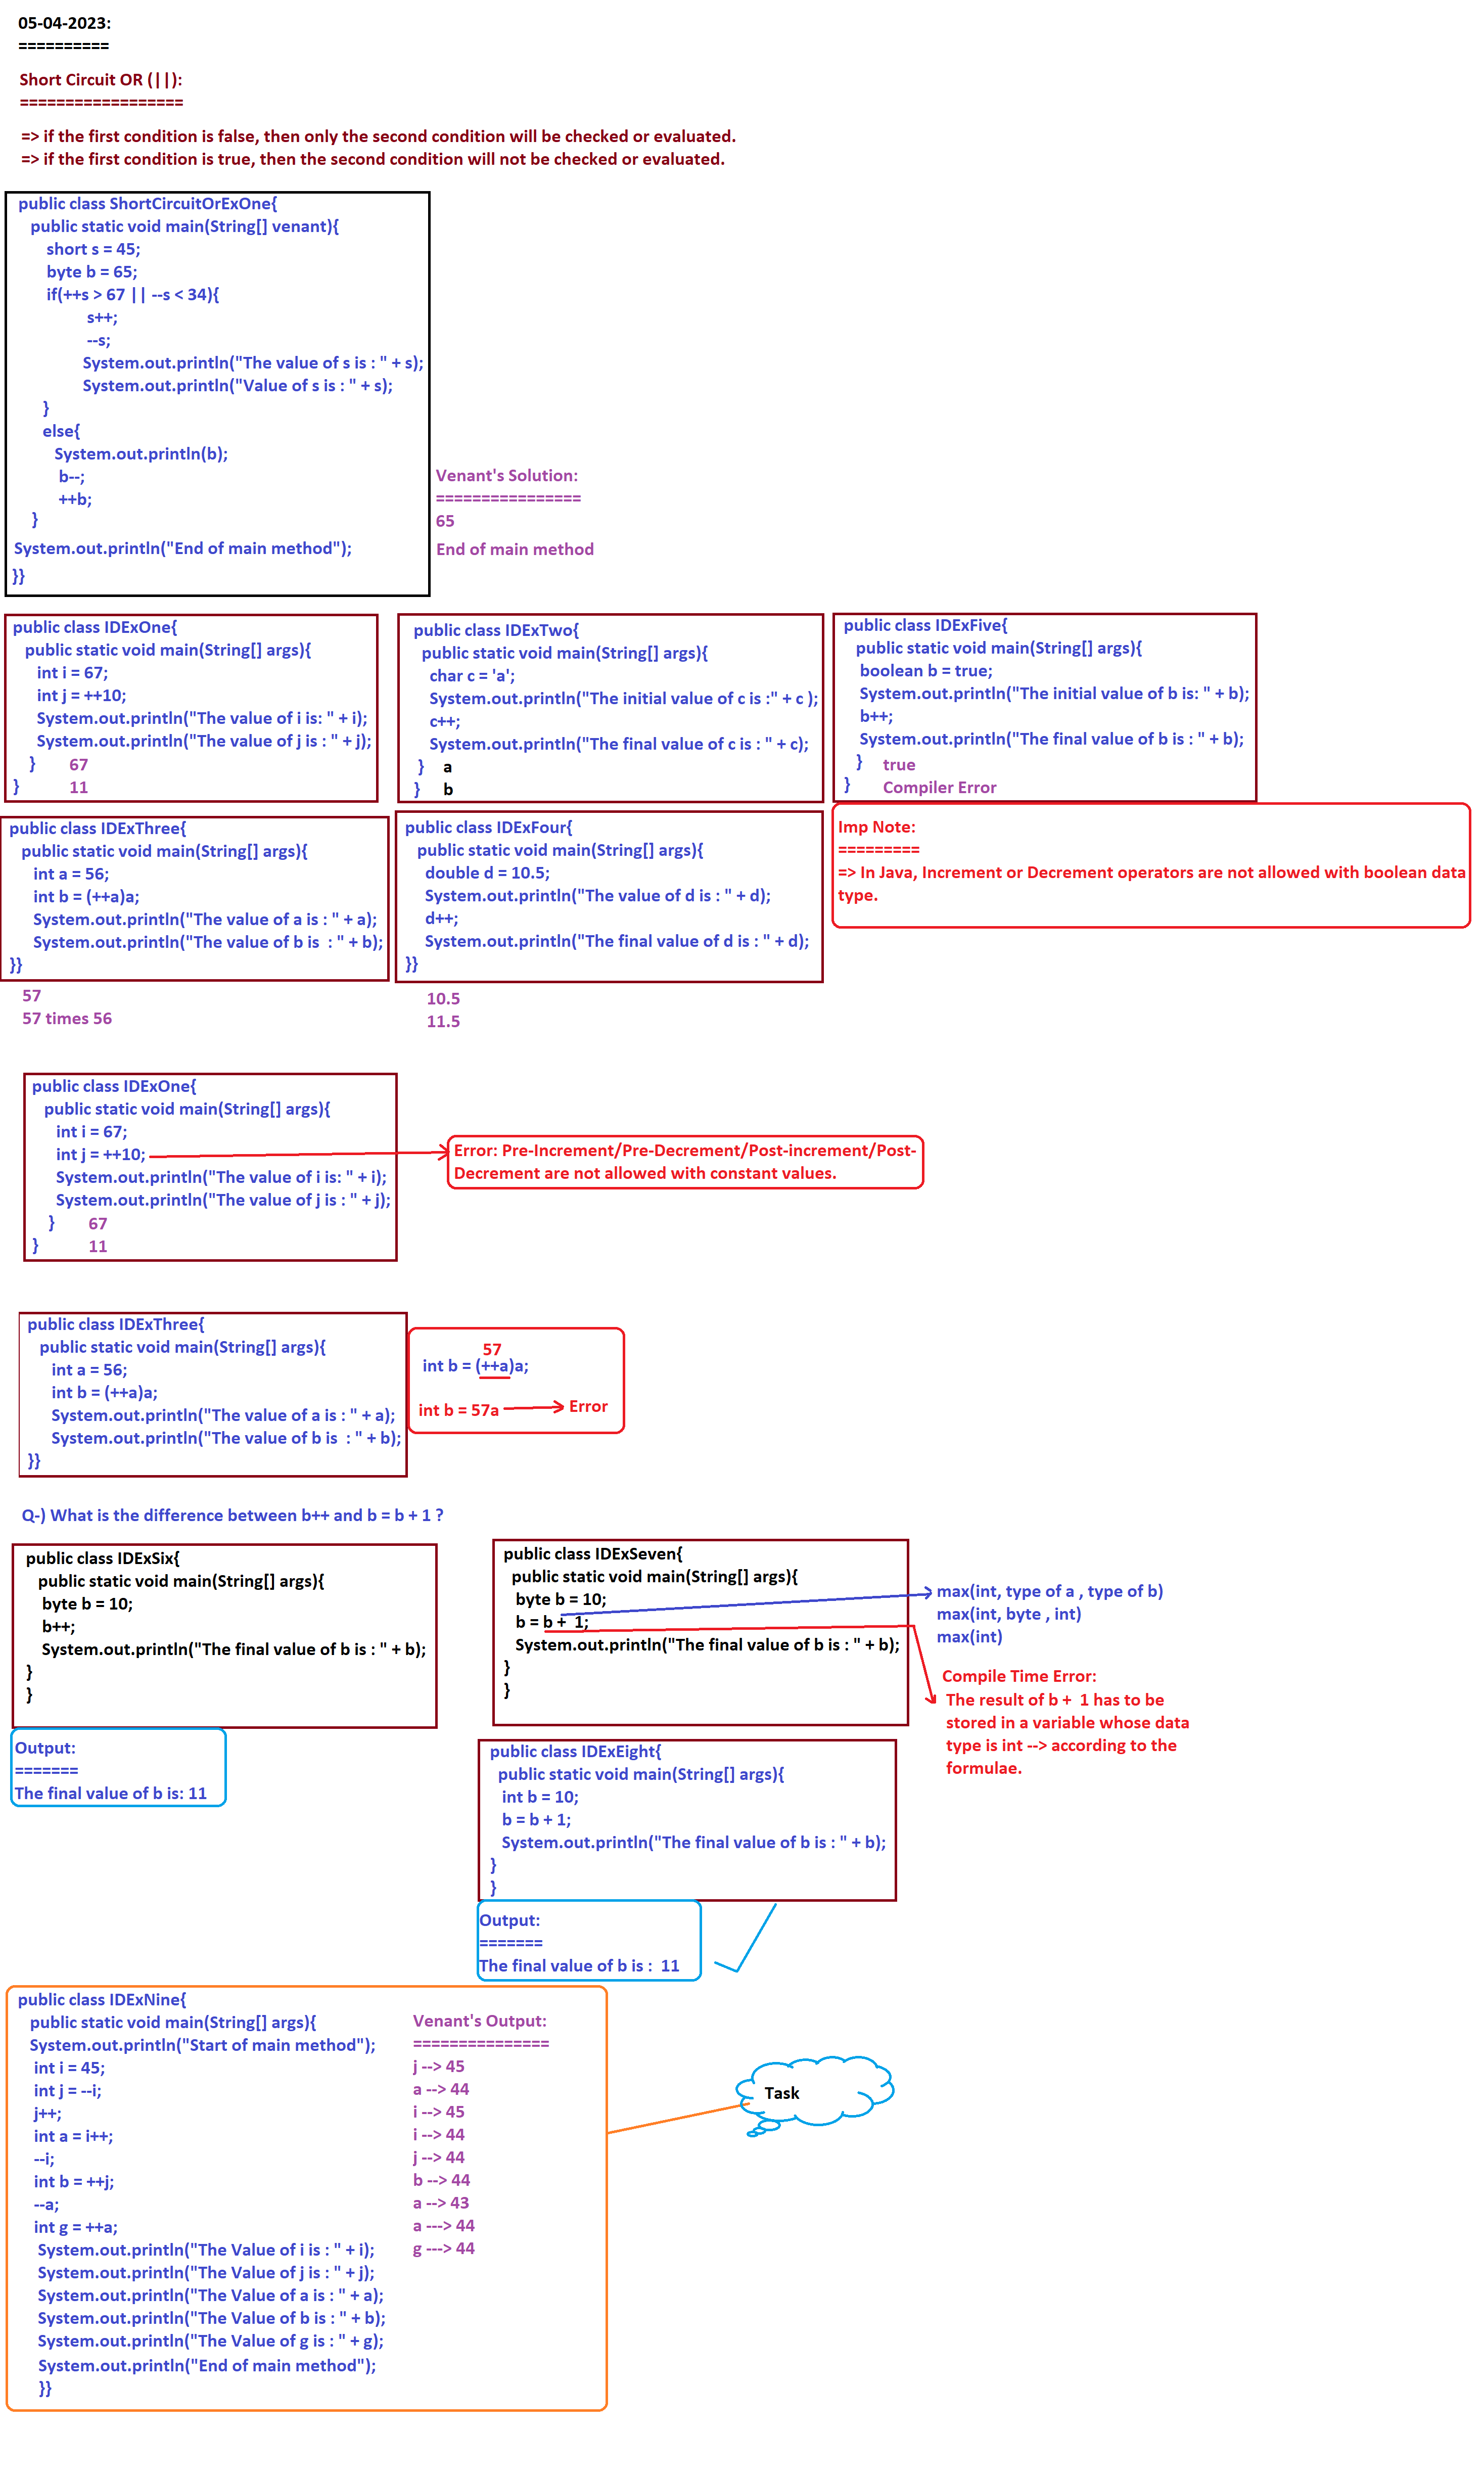 05-04-2023:
==========
Short Circuit OR (||):
==================
=> if the first condition is false, then only the second condition will be checked or evaluated.
=> if the first condition is true, then the second condition will not be checked or evaluated.
public class ShortCircuitOrExOne{
public static void main(String[] venant){
short s = 45;
byte b = 65;
if(++s > 67 || --s < 34){
s++;
--s;
System.out.println("The value of s is : " + s);
System.out.println("Value of s is : " + s);
}
else{
System.out.println(b);
b--;
++b;
}
System.out.println("End of main method");
}}
Venant's Solution:
================
65
End of main method
public class IDExOne{
public static void main(String[] args){
int i = 67;
int j = ++10;
System.out.println("The value of i is: " + i);
System.out.println("The value of j is : " + j);
} 67
} 11
public class IDExTwo{
public static void main(String[] args){
char c = 'a';
System.out.println("The initial value of c is :" + c );
c++;
System.out.println("The final value of c is : " + c);
} a
} b
public class IDExFive{
public static void main(String[] args){
boolean b = true;
System.out.println("The initial value of b is: " + b);
b++;
System.out.println("The final value of b is : " + b);
} true
} Compiler Error
public class IDExThree{
public static void main(String[] args){
int a = 56;
int b = (++a)a;
System.out.println("The value of a is : " + a);
System.out.println("The value of b is  : " + b);
}}
57
57 times 56
public class IDExFour{
public static void main(String[] args){
double d = 10.5;
System.out.println("The value of d is : " + d);
d++;
System.out.println("The final value of d is : " + d);
}}
10.5
11.5
Imp Note:
=========
=> In Java, Increment or Decrement operators are not allowed with boolean data
type.
public class IDExOne{
public static void main(String[] args){
int i = 67;
int j = ++10;
System.out.println("The value of i is: " + i);
System.out.println("The value of j is : " + j);
} 67
} 11
Error: Pre-Increment/Pre-Decrement/Post-increment/Post-
Decrement are not allowed with constant values.
public class IDExThree{
public static void main(String[] args){
int a = 56;
int b = (++a)a;
System.out.println("The value of a is : " + a);
System.out.println("The value of b is  : " + b);
}}
57
int b = (++a)a;
int b = 57a
Error
Q-) What is the difference between b++ and b = b + 1 ?
public class IDExSix{
public static void main(String[] args){
byte b = 10;
b++;
System.out.println("The final value of b is : " + b);
}
}
Output:
=======
The final value of b is: 11
public class IDExSeven{
public static void main(String[] args){
byte b = 10;
b = b +  1;
System.out.println("The final value of b is : " + b);
}
}
max(int, type of a , type of b)
max(int, byte , int)
max(int)
Compile Time Error:
The result of b +  1 has to be
stored in a variable whose data
type is int --> according to the
formulae.
public class IDExEight{
public static void main(String[] args){
int b = 10;
b = b + 1;
System.out.println("The final value of b is : " + b);
}
}
Output:
=======
The final value of b is :  11
public class IDExNine{
public static void main(String[] args){
System.out.println("Start of main method");
int i = 45;
int j = --i;
j++;
int a = i++;
--i;
int b = ++j;
--a;
int g = ++a;
System.out.println("The Value of i is : " + i);
System.out.println("The Value of j is : " + j);
System.out.println("The Value of a is : " + a);
System.out.println("The Value of b is : " + b);
System.out.println("The Value of g is : " + g);
System.out.println("End of main method");
}}
Venant's Output:
===============
j --> 45
a --> 44
i --> 45
i --> 44
j --> 44
b --> 44
a --> 43
a ---> 44
g ---> 44
Task